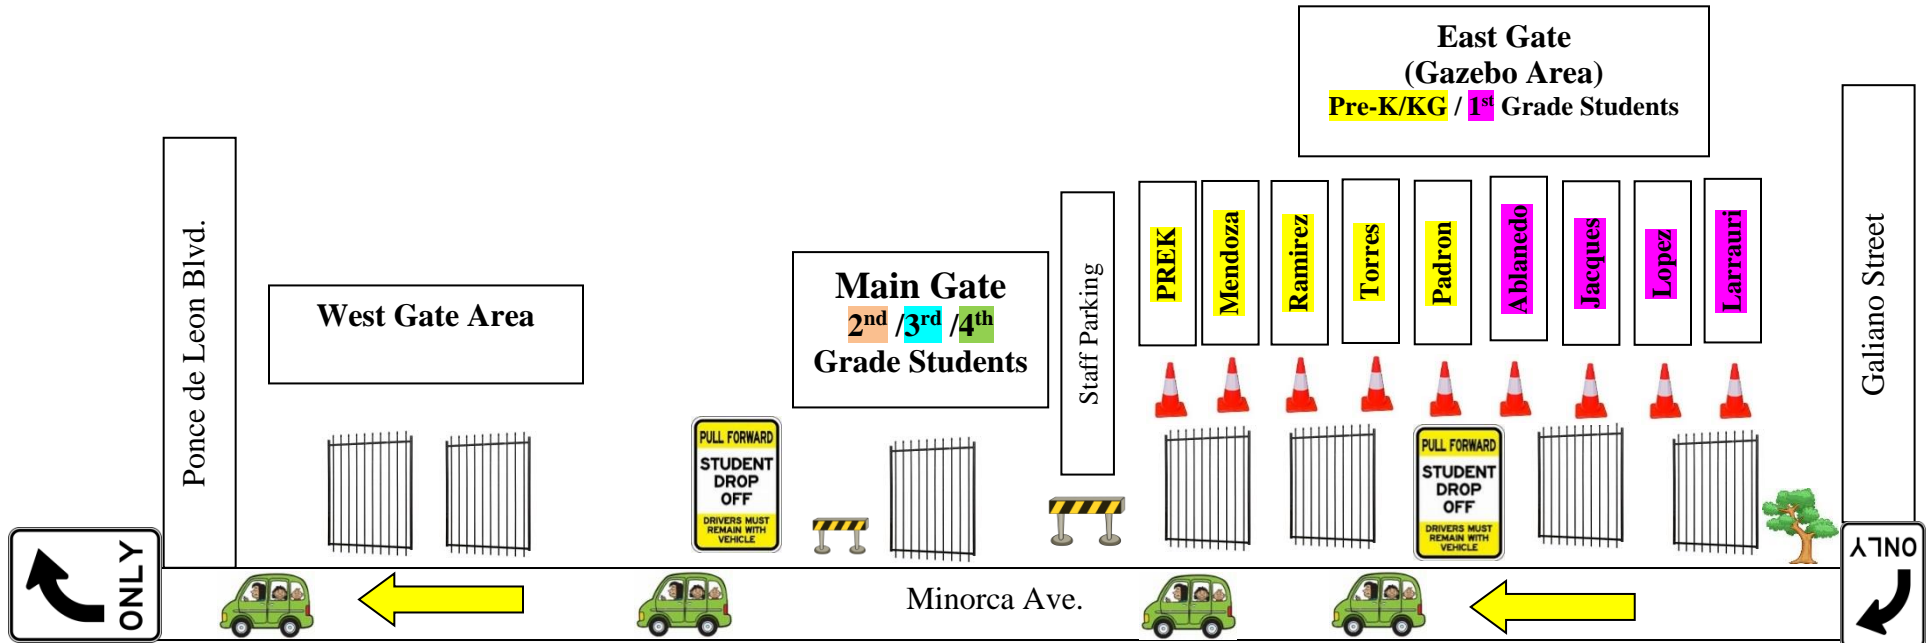 East Gate
(Gazebo Area)
Pre-K/KG / 1st Grade Students
Ponce de Leon Blvd.
West Gate Area
Main Gate
2nd /3rd /4th
Grade Students
Staff Parking
PREK
Mendoza
Ramirez
Torres
Padron
Ablanedo
Jacques
Lopez
Larrauri
Galiano Street
PULL FORWARD
STUDENT
DROP
OFF
DRIVERS MUST
REMAIN WITH
VEHICLE
PULL FORWARD
STUDENT
DROP
OFF
DRIVERS MUST
REMAIN WITH
VEHICLE
ONLY
Minorca Ave.
ONLY